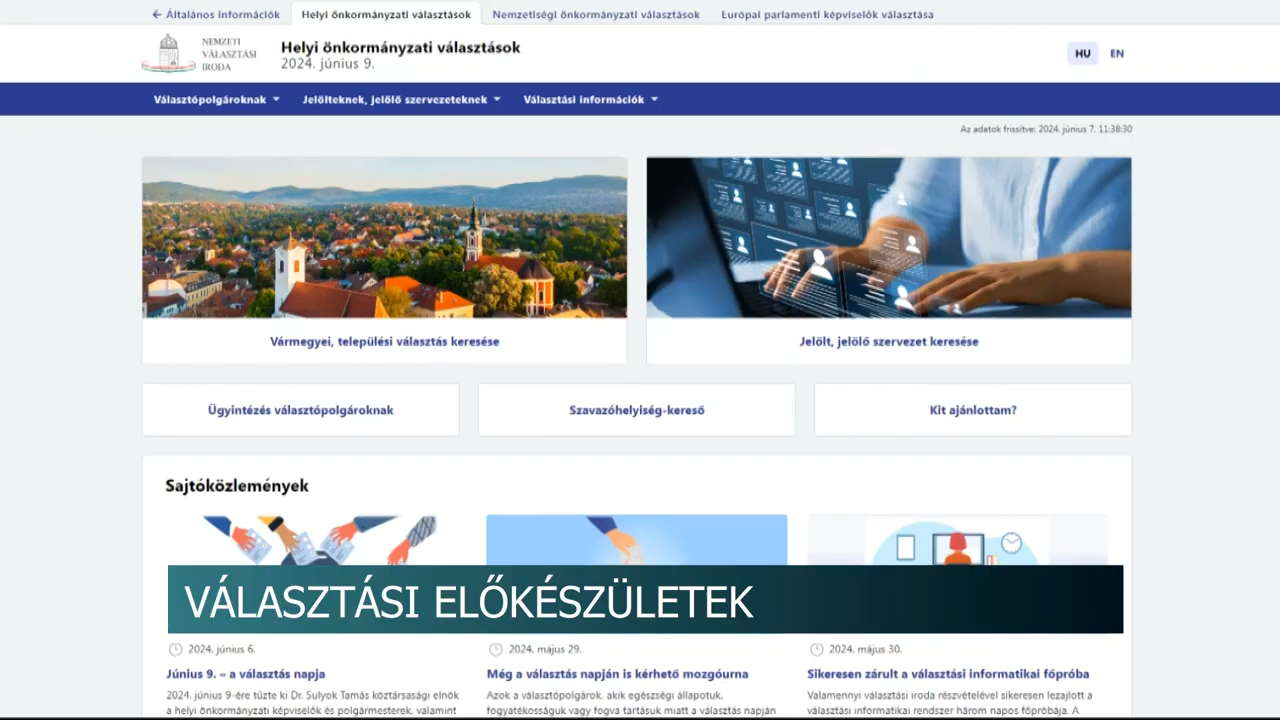 ← Általános információk
Helyi önkormányzati választások
Nemzetiségi önkormányzati választások
Európai parlamenti képviselők választása
NEMZETI
VÁLASZTÁSI
IRODA
Helyi önkormányzati választások
2024. június 9.
HU
EN
Választópolgároknak
Jelölteknek, jelölő szervezeteknek
Választási információk
Az adatok frissítve: 2024. június 7. 11:38:30
Vármegyei, települési választás keresése
Jelölt, jelölő szervezet keresése
Ügyintézés választópolgároknak
Szavazóhelyiség-kereső
Kit ajánlottam?
Sajtóközlemények
VÁLASZTÁSI ELŐKÉSZÜLETEK
2024. június 6.
Június 9. – a választás napja
2024. június 9-ére tűzte ki Dr. Sulyok Tamás köztársasági elnök
a helyi önkormányzati képviselők és polgármesterek, valamint
2024. május 29.
Még a választás napján is kérhető mozgóurna
Azok a választópolgárok, akik egészségi állapotuk,
fogyatékosságuk vagy fogva tartásuk miatt a választás napján
2024. május 30.
Sikeresen zárult a választási informatikai főpróba
Valamennyi választási iroda részvételével sikeresen lezajlott a
választási informatikai rendszer három napos főpróbája. A